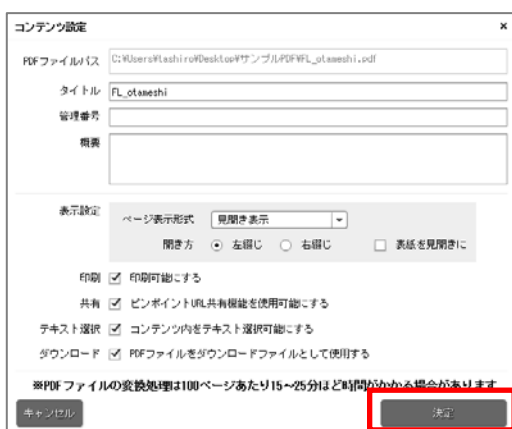 コンテンツ設定 ×
PDFファイルパス C:¥Users¥tashiro¥Desktop¥サンプルPDF¥FL_otameshi.pdf
タイトル FL_otameshi
管理番号
概要
表示設定
ページ表示形式 見開き表示
開き方 左綴じ 右綴じ 表紙を見開きに
印刷 印刷可能にする
共有 ピンポイントURL共有機能を使用可能にする
テキスト選択 コンテンツ内をテキスト選択可能にする
ダウンロード PDFファイルをダウンロードファイルとして使用する
※PDFファイルの変換処理は100ページあたり15~25分ほど時間がかかる場合があります
キャンセル 決定